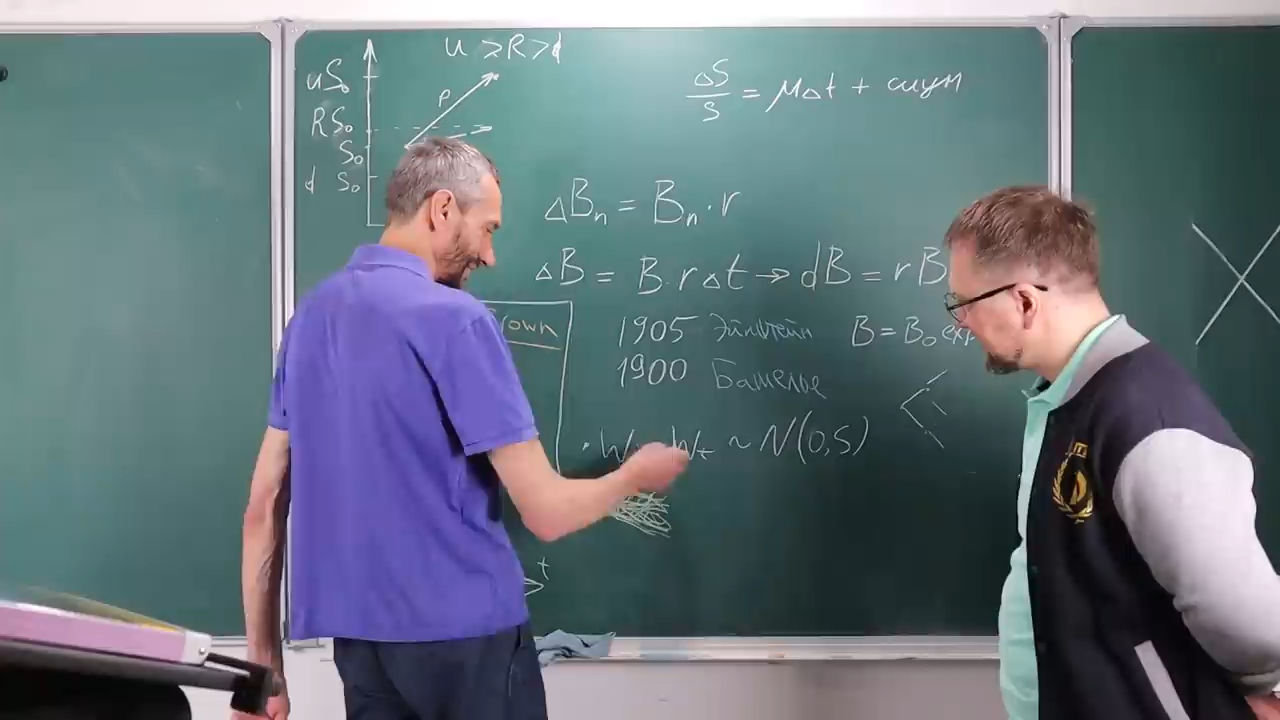 u ≥ R > d
uS₀
P
RS₀
S₀
d S₀
ΔS/S = μΔt + шум
ΔBₙ = Bₙ · r
ΔB = B · rΔt → dB = rB
1905 Эйнштейн
B = B₀ exp
1900 Башелье
~ N(0,S)
t